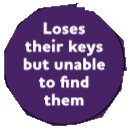 Loses
their keys
but unable
to find
them